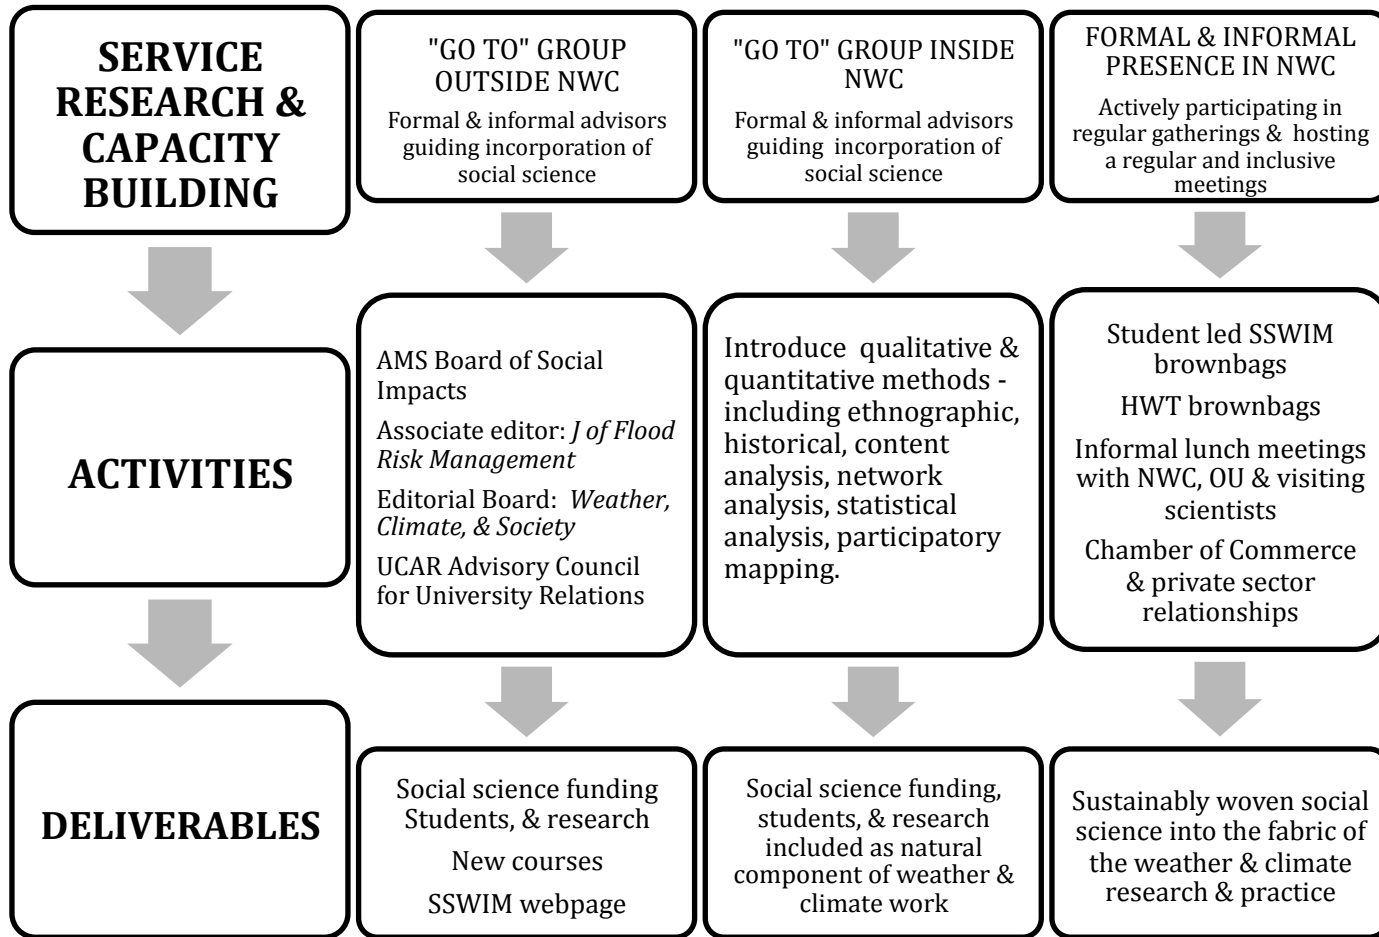 SERVICE
RESEARCH &
CAPACITY
BUILDING
"GO TO" GROUP
OUTSIDE NWC
Formal & informal advisors
guiding incorporation of
social science
"GO TO" GROUP INSIDE
NWC
Formal & informal advisors
guiding incorporation of
social science
FORMAL & INFORMAL
PRESENCE IN NWC
Actively participating in
regular gatherings & hosting
a regular and inclusive
meetings
ACTIVITIES
AMS Board of Social
Impacts
Associate editor: J of Flood
Risk Management
Editorial Board: Weather,
Climate, & Society
UCAR Advisory Council
for University Relations
Introduce qualitative &
quantitative methods -
including ethnographic,
historical, content
analysis, network
analysis, statistical
analysis, participatory
mapping.
Student led SSWIM
brownbags
HWT brownbags
Informal lunch meetings
with NWC, OU & visiting
scientists
Chamber of Commerce
& private sector
relationships
DELIVERABLES
Social science funding
Students, & research
New courses
SSWIM webpage
Social science funding,
students, & research
included as natural
component of weather &
climate work
Sustainably woven social
science into the fabric of
the weather & climate
research & practice